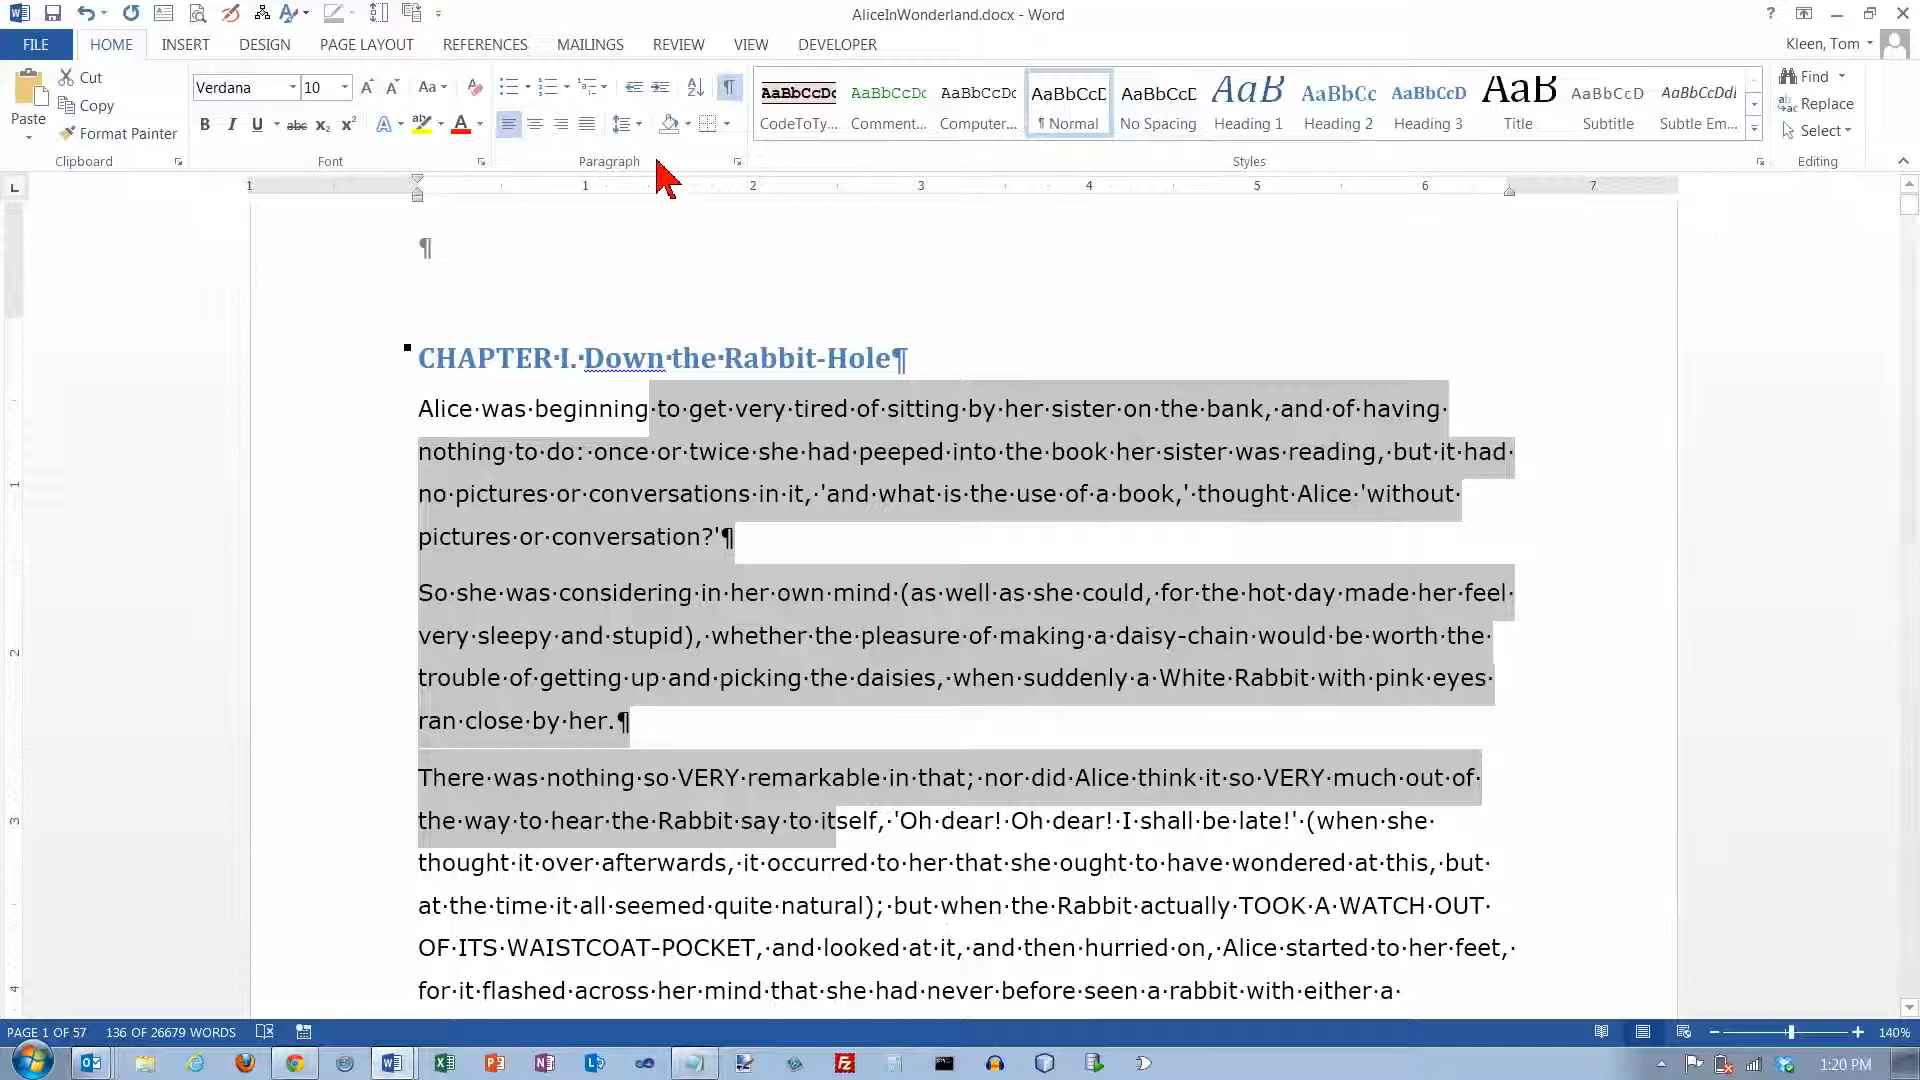 AliceInWonderland.docx - Word
FILE HOME INSERT DESIGN PAGE LAYOUT REFERENCES MAILINGS REVIEW VIEW DEVELOPER
Kleen, Tom
Cut
Copy
Format Painter
Paste
Clipboard
Verdana 10
Font
Paragraph
AaBbCcDc AaBbCcDc AaBbCcDc AaBbCcD AaBbCcD AaB AaBbCc AaBbCcD AaB AaBbCcD AaBbCcDdI
CodeToTy... Comment... Computer... ¶ Normal No Spacing Heading 1 Heading 2 Heading 3 Title Subtitle Subtle Em...
Styles
Find
Replace
Select
Editing
1 1 2 3 4 5 6 7
¶
CHAPTER·I.·Down·the·Rabbit-Hole¶
Alice·was·beginning·to·get·very·tired·of·sitting·by·her·sister·on·the·bank,·and·of·having·
nothing·to·do:·once·or·twice·she·had·peeped·into·the·book·her·sister·was·reading,·but·it·had·
no·pictures·or·conversations·in·it,·'and·what·is·the·use·of·a·book,'·thought·Alice·'without·
pictures·or·conversation?'¶
So·she·was·considering·in·her·own·mind·(as·well·as·she·could,·for·the·hot·day·made·her·feel·
very·sleepy·and·stupid),·whether·the·pleasure·of·making·a·daisy-chain·would·be·worth·the·
trouble·of·getting·up·and·picking·the·daisies,·when·suddenly·a·White·Rabbit·with·pink·eyes·
ran·close·by·her.¶
There·was·nothing·so·VERY·remarkable·in·that;·nor·did·Alice·think·it·so·VERY·much·out·of·
the·way·to·hear·the·Rabbit·say·to·itself,·'Oh·dear!·Oh·dear!·I·shall·be·late!'·(when·she·
thought·it·over·afterwards,·it·occurred·to·her·that·she·ought·to·have·wondered·at·this,·but·
at·the·time·it·all·seemed·quite·natural);·but·when·the·Rabbit·actually·TOOK·A·WATCH·OUT·
OF·ITS·WAISTCOAT-POCKET,·and·looked·at·it,·and·then·hurried·on,·Alice·started·to·her·feet,·
for·it·flashed·across·her·mind·that·she·had·never·before·seen·a·rabbit·with·either·a·
1
2
3
4
PAGE 1 OF 57 136 OF 26679 WORDS 140%
1:20 PM